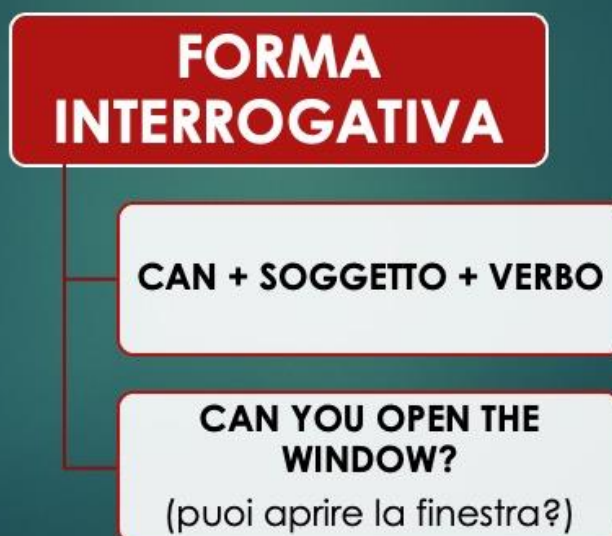 FORMA
INTERROGATIVA
CAN + SOGGETTO + VERBO
CAN YOU OPEN THE
WINDOW?
(puoi aprire la finestra?)